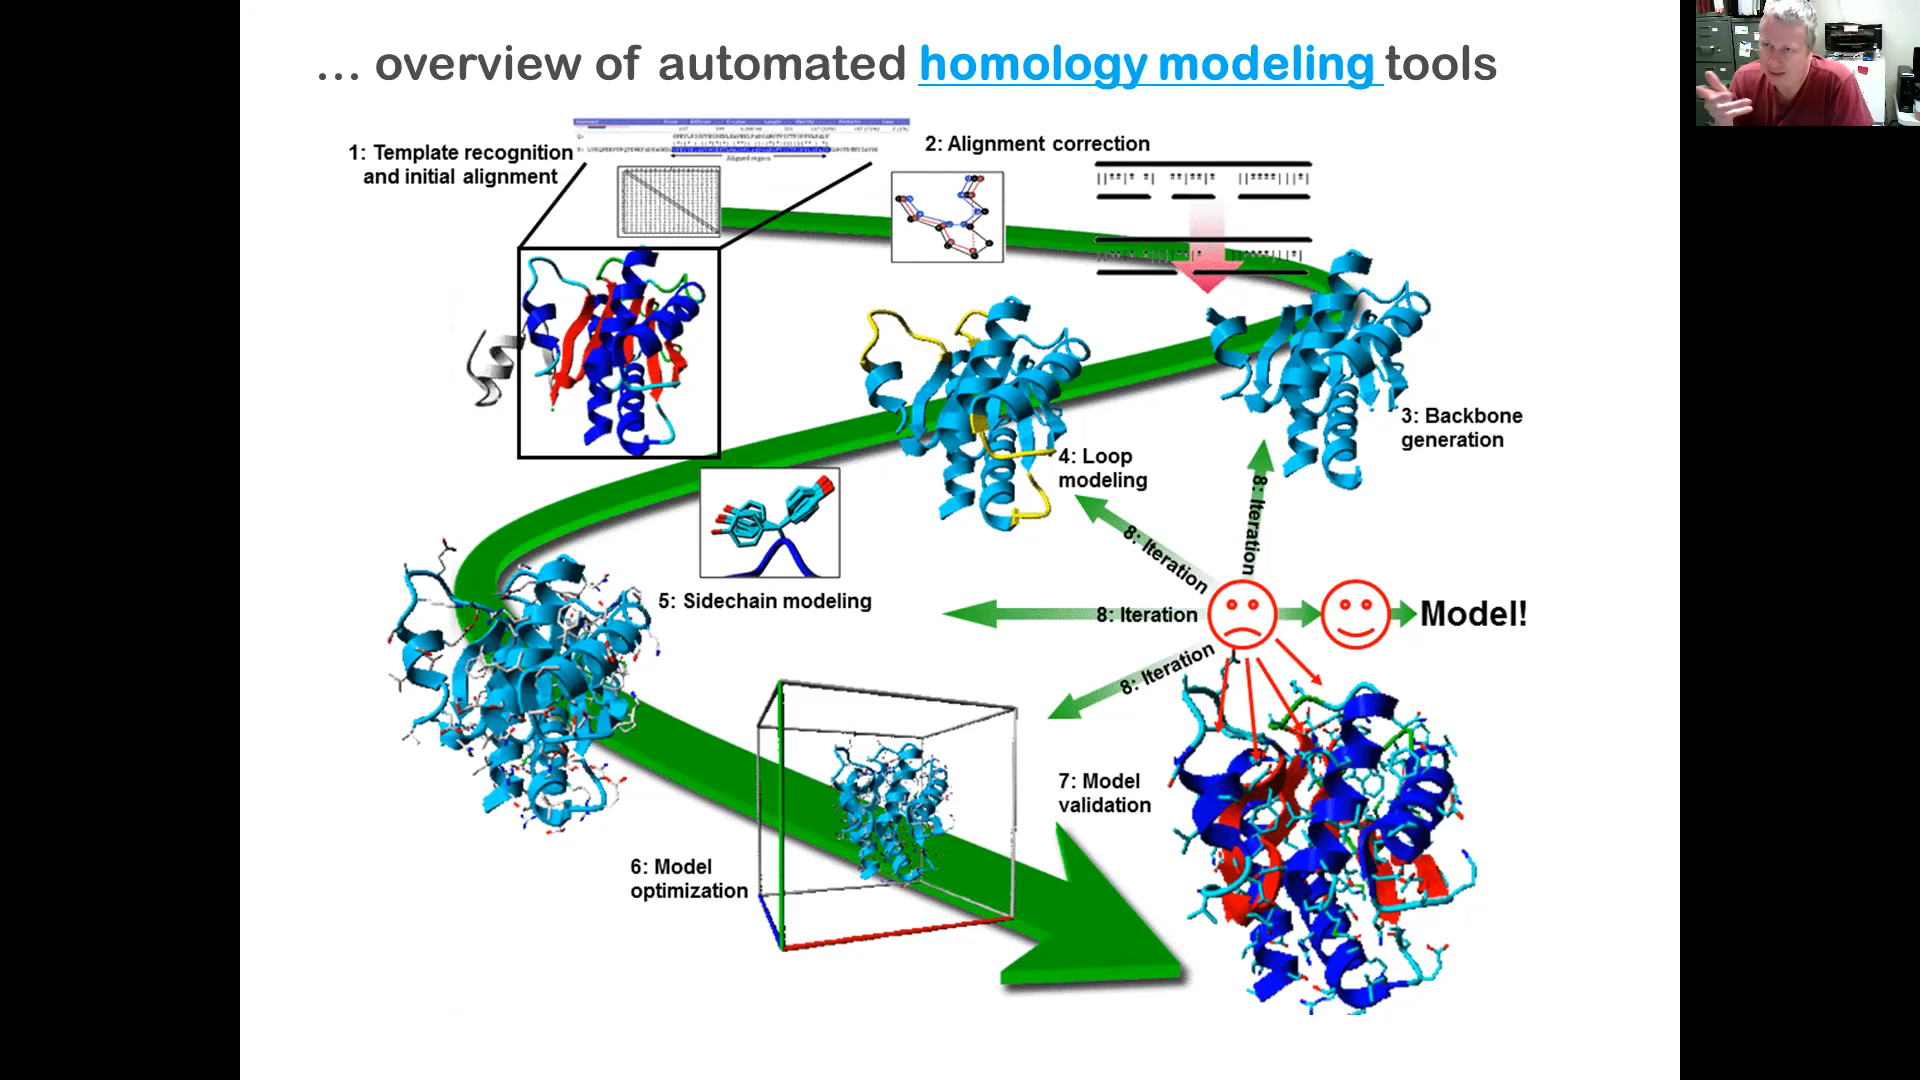 ... overview of automated homology modeling tools
1: Template recognition
and initial alignment
Aligned region
2: Alignment correction
3: Backbone
generation
4: Loop
modeling
8: Iteration
8: Iteration
5: Sidechain modeling
8: Iteration
Model!
8: Iteration
7: Model
validation
6: Model
optimization